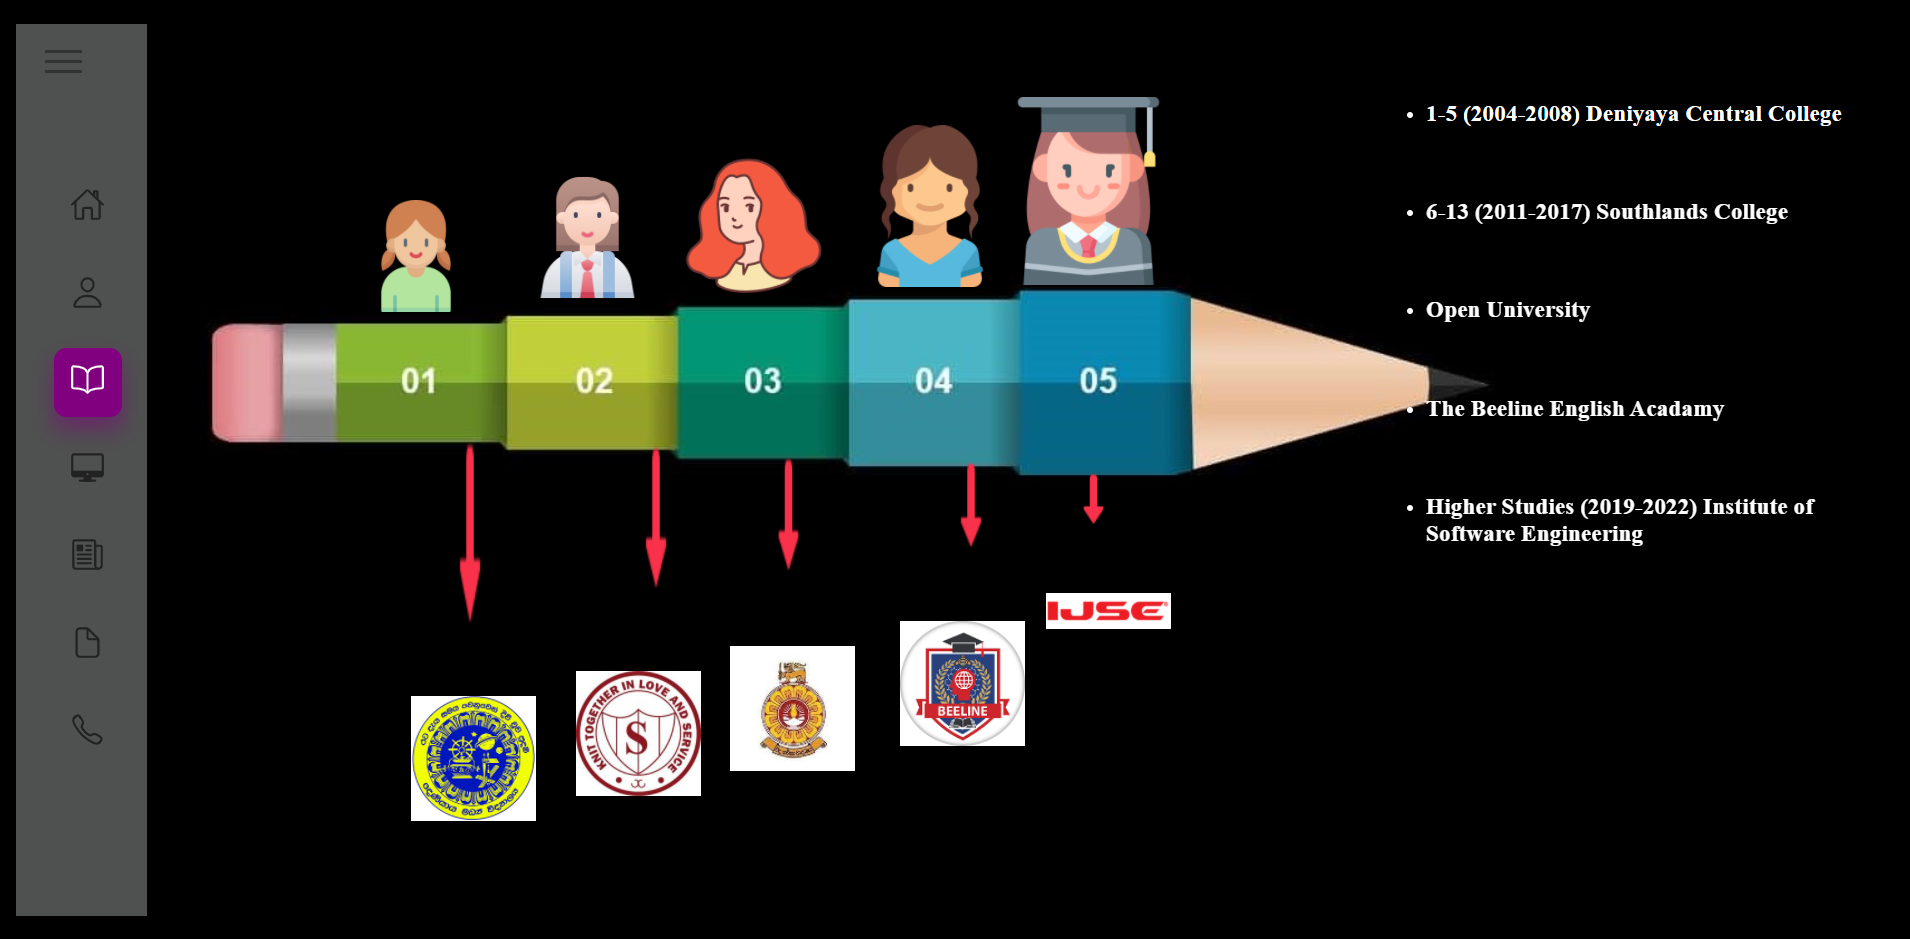 1-5 (2004-2008) Deniyaya Central College
6-13 (2011-2017) Southlands College
Open University
The Beeline English Acadamy
Higher Studies (2019-2022) Institute of
Software Engineering
01 02 03 04 05
IJSE
BEELINE
KNIT TOGETHER IN LOVE AND SERVICE
S